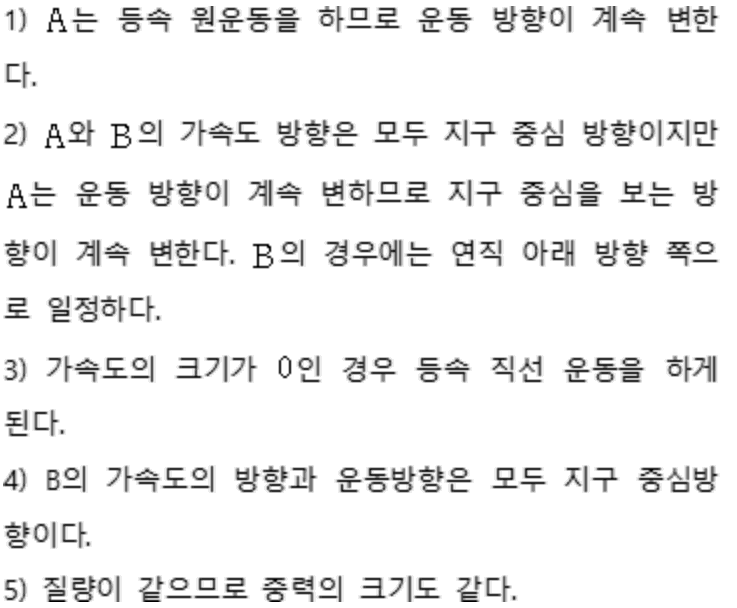 1) A는 등속 원운동을 하므로 운동 방향이 계속 변한
다.
2) A와 B의 가속도 방향은 모두 지구 중심 방향이지만
A는 운동 방향이 계속 변하므로 지구 중심을 보는 방
향이 계속 변한다. B의 경우에는 연직 아래 방향 쪽으
로 일정하다.
3) 가속도의 크기가 0인 경우 등속 직선 운동을 하게
된다.
4) B의 가속도의 방향과 운동방향은 모두 지구 중심방
향이다.
5) 질량이 같으므로 중력의 크기도 같다.